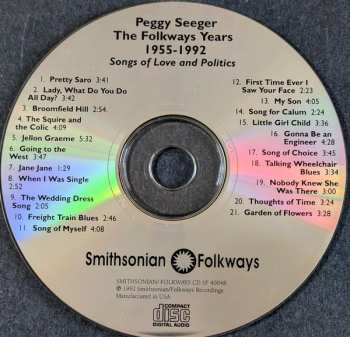 Peggy Seeger
The Folkways Years
1955-1992
Songs of Love and Politics
1. Pretty Saro 3:41
2. Lady, What Do You Do
All Day? 3:42
3. Broomfield Hill 2:54
4. The Squire and
the Colic 4:09
5. Jellon Graeme 5:32
6. Going to the
West 3:47
7. Jane Jane 1:29
8. When I Was Single
2:52
9. The Wedding Dress
Song 2:05
10. Freight Train Blues 2:46
11. Song of Myself 4:08
12. First Time Ever I
Saw Your Face 2:23
13. My Son 4:05
14. Song for Calum 2:24
15. Little Girl Child 3:36
16. Gonna Be an
Engineer 4:38
17. Song of Choice 3:45
18. Talking Wheelchair
Blues 3:34
19. Nobody Knew She
Was There 3:00
20. Thoughts of Time 3:24
21. Garden of Flowers 3:28
Smithsonian Folkways
SMITHSONIAN/ FOLKWAYS CD SF 40048
℗ 1992 Smithsonian/Folkways Recordings
Manufactured in USA
COMPACT
disc
DIGITAL AUDIO